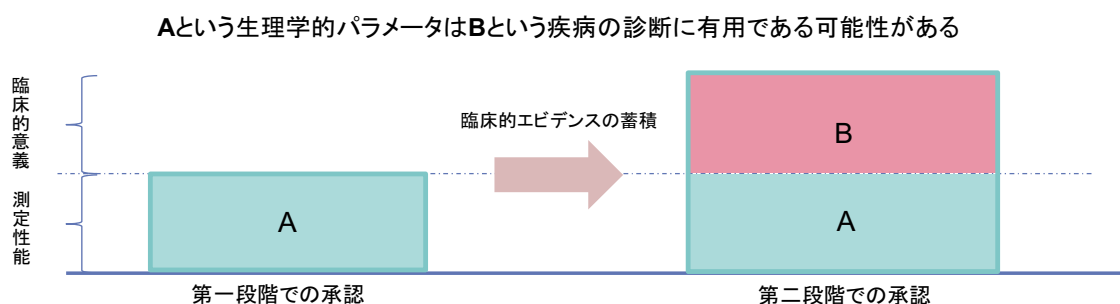 Aという生理学的パラメータはBという疾病の診断に有用である可能性がある
臨床的意義
測定性能
A
第一段階での承認
臨床的エビデンスの蓄積
B
A
第二段階での承認